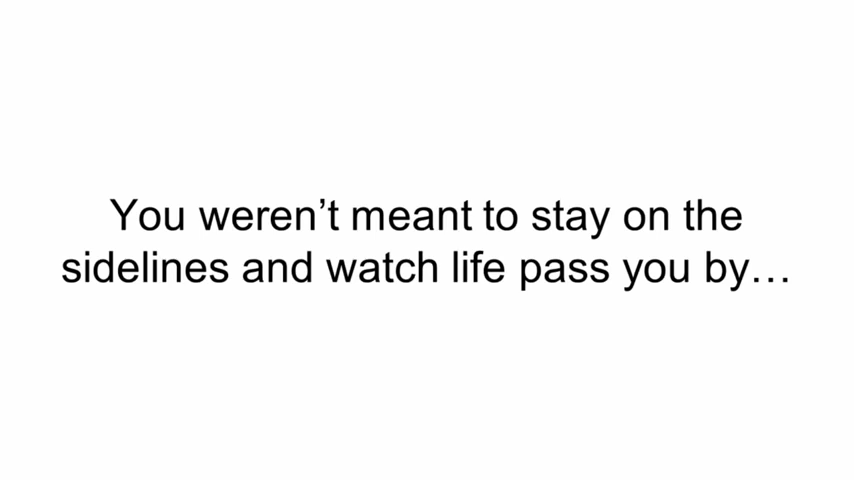 You weren’t meant to stay on the
sidelines and watch life pass you by…